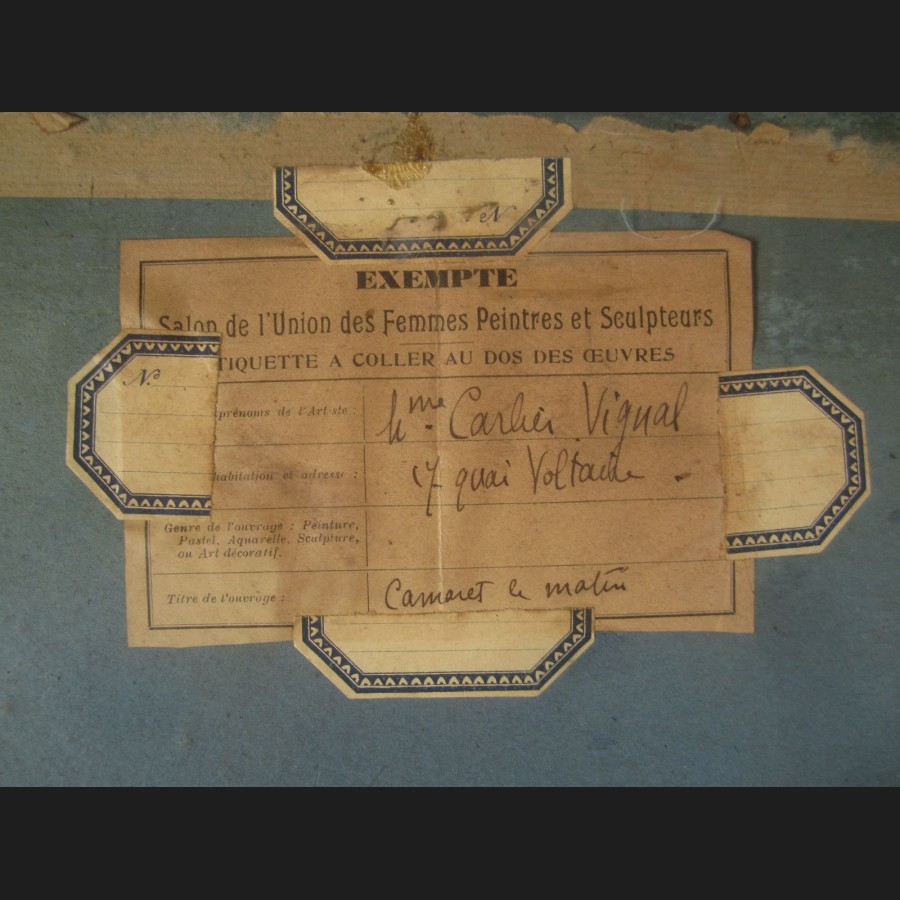 N
EXEMPTE
Salon de l'Union des Femmes Peintres et Sculpteurs
TIQUETTE A COLLER AU DOS DES ŒUVRES
No
prénoms de l'Artiste :
Mme Carlier Vignal
habitation et adresse :
17 quai Voltaire
Genre de l'ouvrage : Peinture,
Pastel, Aquarelle, Sculpture,
ou Art décoratif.
Titre de l'ouvrage :
Camaret le matin